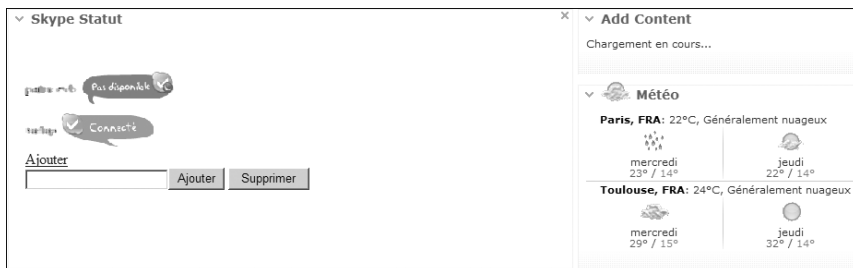 Skype Statut
Pas disponible
Connecté
Ajouter
Ajouter Supprimer
Add Content
Chargement en cours...
Météo
Paris, FRA: 22°C, Généralement nuageux
mercredi jeudi
23° / 14° 22° / 14°
Toulouse, FRA: 24°C, Généralement nuageux
mercredi jeudi
29° / 15° 32° / 14°